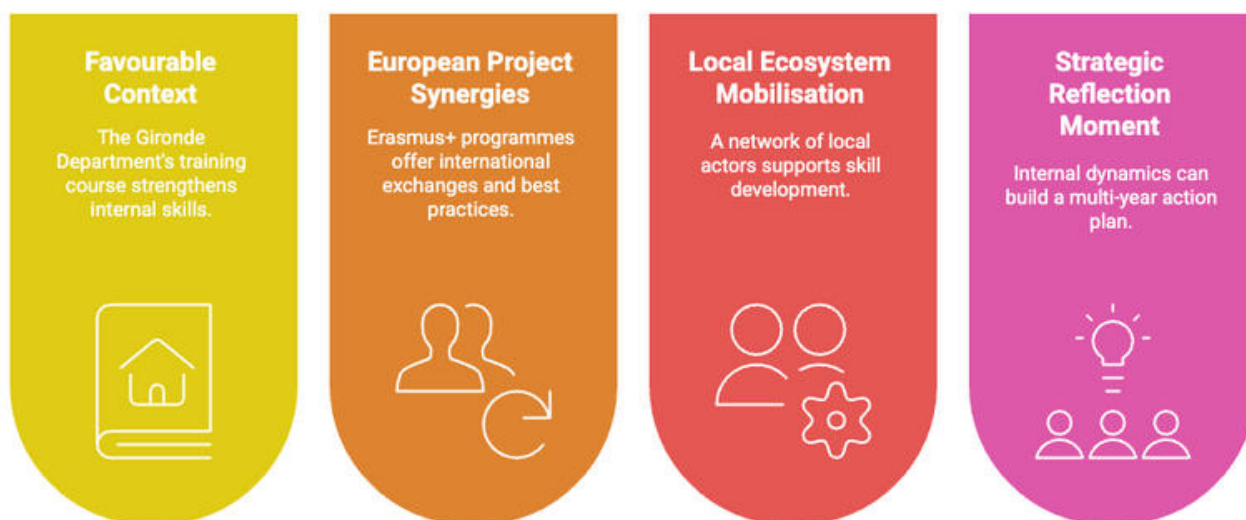 Favourable
Context
The Gironde
Department's training
course strengthens
internal skills.
European Project
Synergies
Erasmus+ programmes
offer international
exchanges and best
practices.
Local Ecosystem
Mobilisation
A network of local
actors supports skill
development.
Strategic
Reflection
Moment
Internal dynamics can
build a multi-year action
plan.